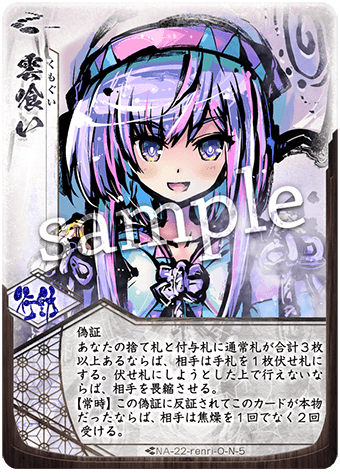 雲喰い
くもぐい
sample
行動
偽証
あなたの捨て札と付与札に通常札が合計３枚
以上あるならば、相手は手札を１枚伏せ札に
する。伏せ札にしようとした上で行えないな
らば、相手を畏縮させる。
【常時】この偽証に反証されてこのカードが本物
だったならば、相手は焦燥を１回でなく２回
受ける。
NA-22-renri-O-N-5